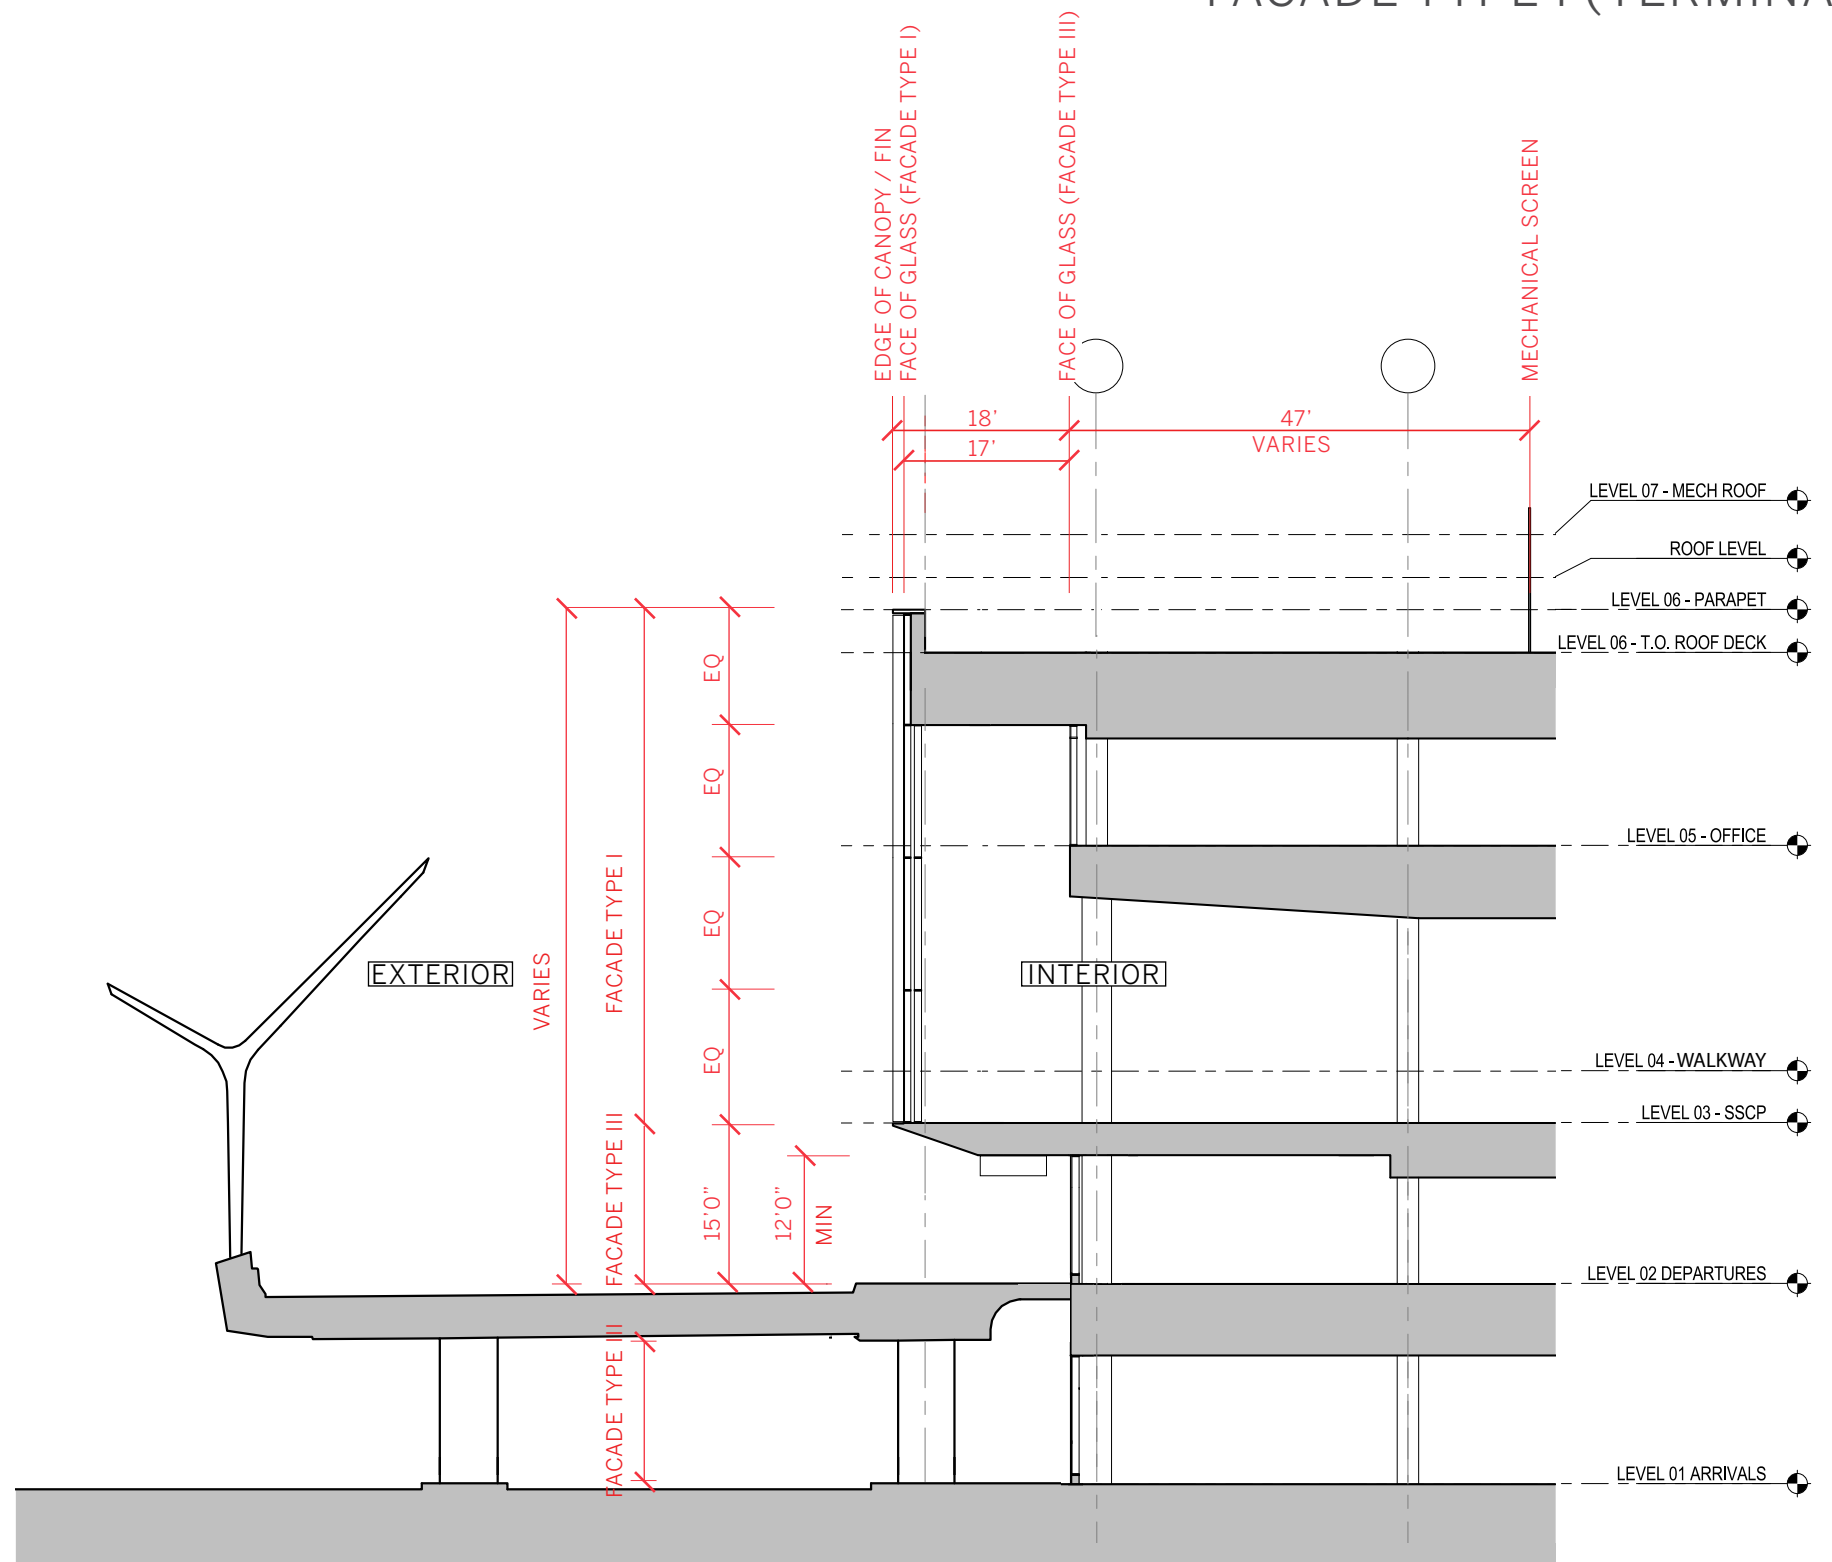 FACADE TYPE I (TERMINA
EDGE OF CANOPY / FIN
FACE OF GLASS (FACADE TYPE I)
FACE OF GLASS (FACADE TYPE III)
MECHANICAL SCREEN
18'
47'
VARIES
17'
LEVEL 07 - MECH ROOF
ROOF LEVEL
LEVEL 06 - PARAPET
LEVEL 06 - T.O. ROOF DECK
EQ
EQ
LEVEL 05 - OFFICE
EQ
FACADE TYPE I
VARIES
EXTERIOR
INTERIOR
EQ
LEVEL 04 - WALKWAY
LEVEL 03 - SSCP
FACADE TYPE III
15'0"
12'0"
MIN
LEVEL 02 DEPARTURES
FACADE TYPE III
LEVEL 01 ARRIVALS